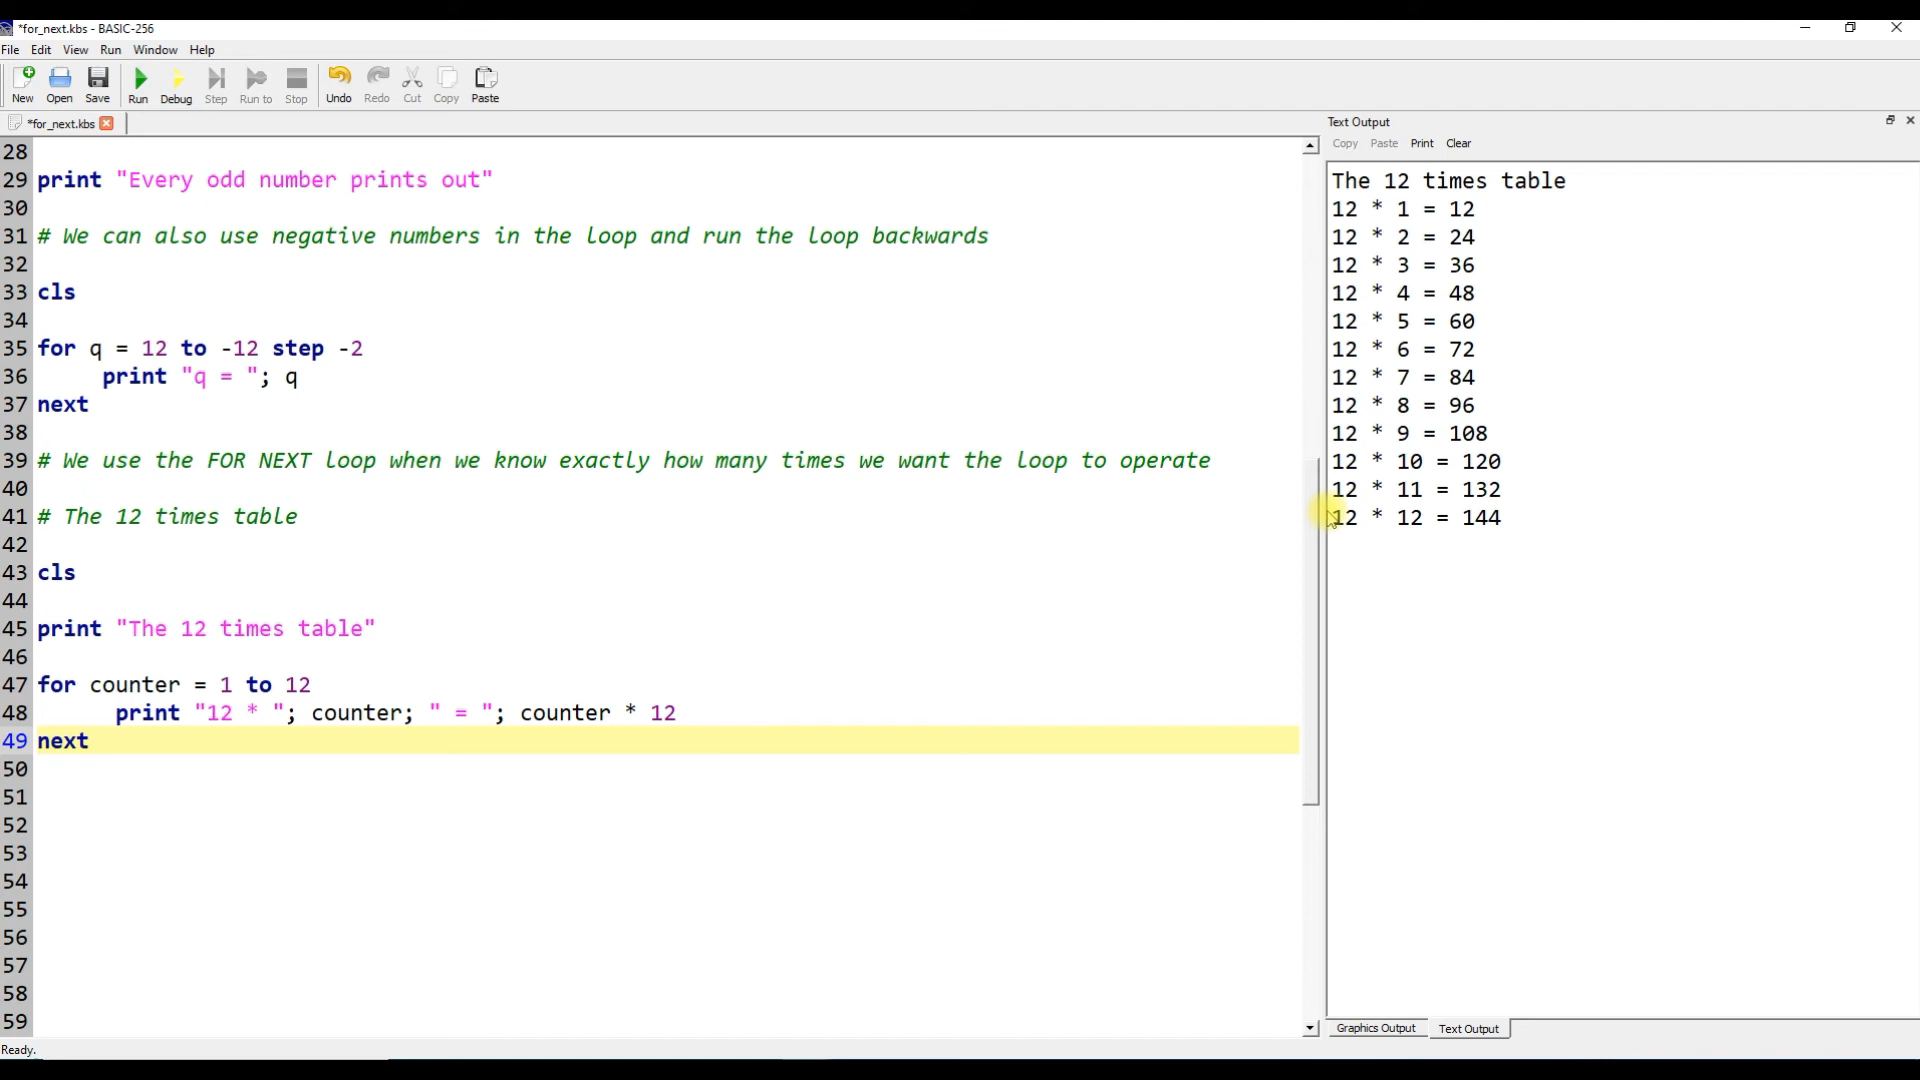 *for_next.kbs - BASIC-256
File Edit View Run Window Help
New Open Save Run Debug Step Run to Stop Undo Redo Cut Copy Paste
*for_next.kbs
28
29 print "Every odd number prints out"
30
31 # We can also use negative numbers in the loop and run the loop backwards
32
33 cls
34
35 for q = 12 to -12 step -2
36 print "q = "; q
37 next
38
39 # We use the FOR NEXT loop when we know exactly how many times we want the loop to operate
40
41 # The 12 times table
42
43 cls
44
45 print "The 12 times table"
46
47 for counter = 1 to 12
48 print "12 * "; counter; " = "; counter * 12
49 next
50
51
52
53
54
55
56
57
58
59
Text Output
Copy Paste Print Clear
The 12 times table
12 * 1 = 12
12 * 2 = 24
12 * 3 = 36
12 * 4 = 48
12 * 5 = 60
12 * 6 = 72
12 * 7 = 84
12 * 8 = 96
12 * 9 = 108
12 * 10 = 120
12 * 11 = 132
12 * 12 = 144
Graphics Output Text Output
Ready.